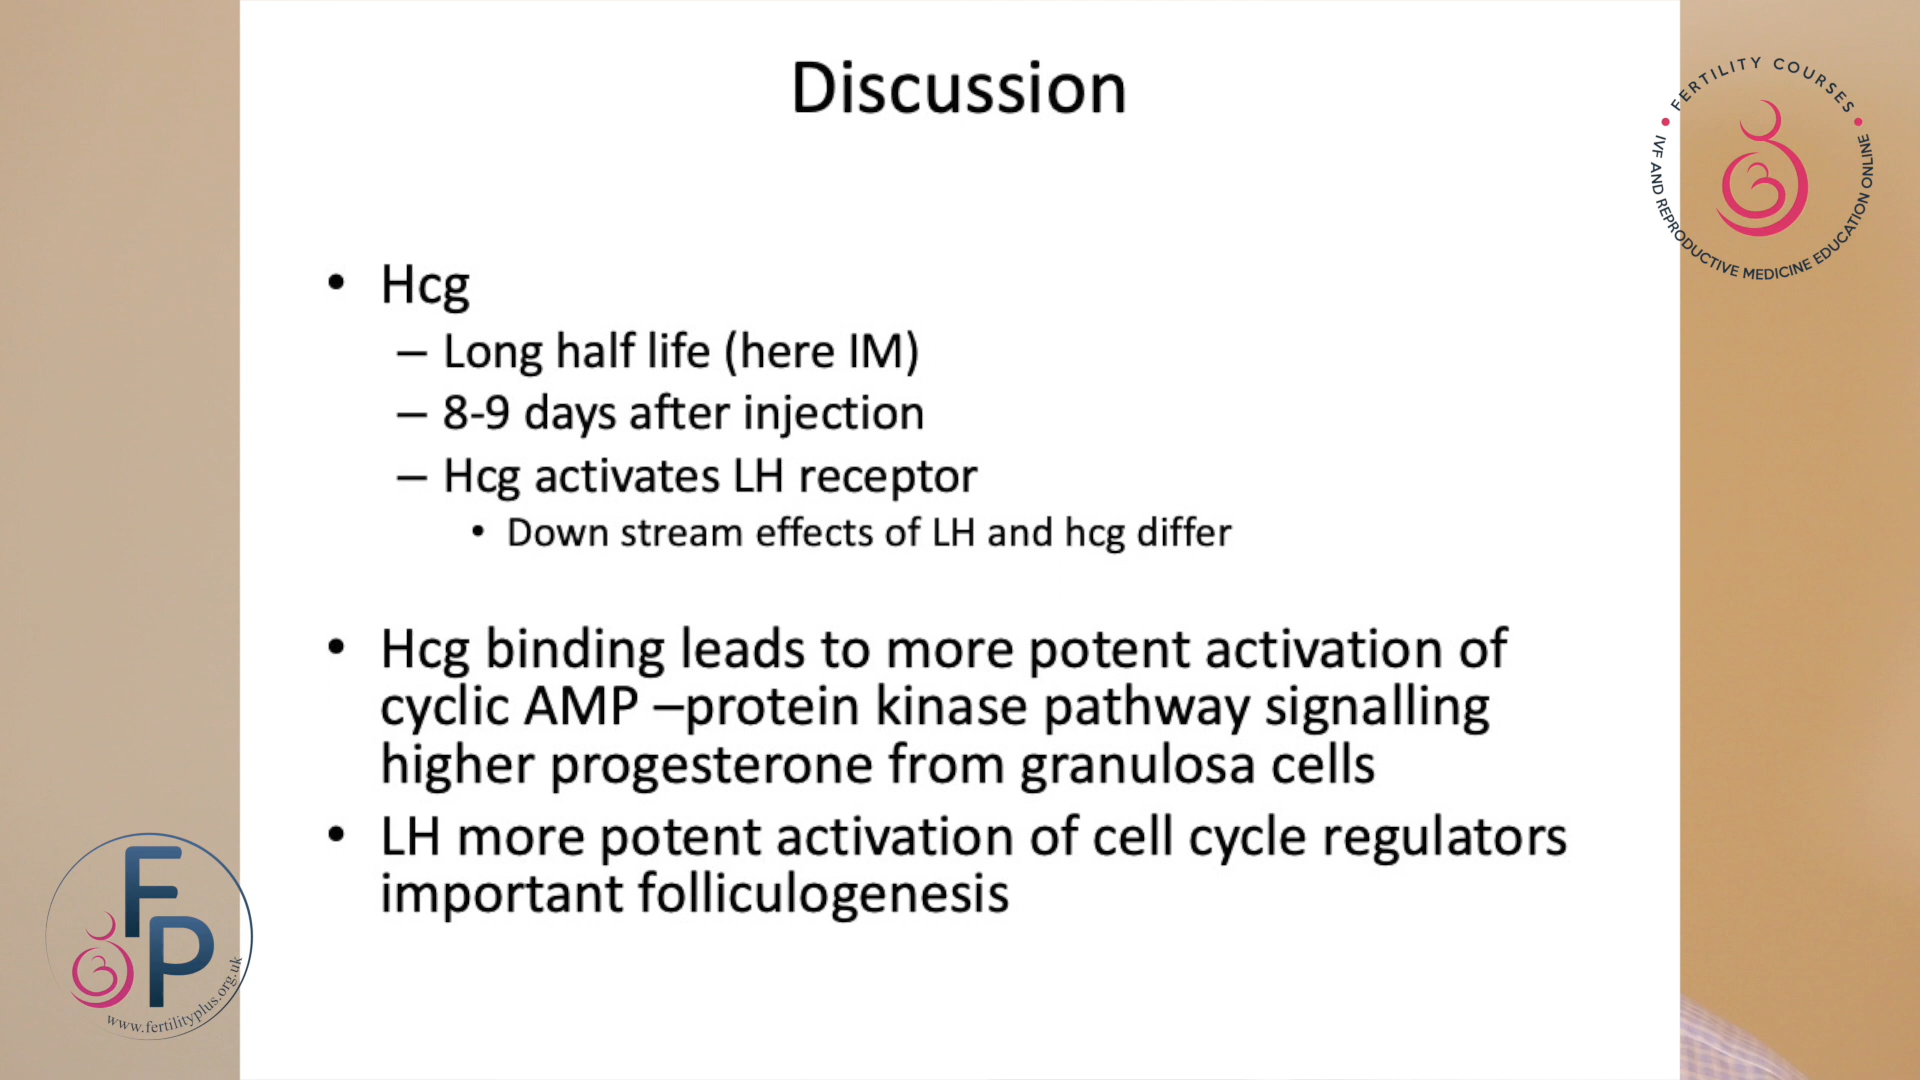 Discussion
• FERTILITY COURSES •
IVF AND REPRODUCTIVE MEDICINE EDUCATION ONLINE
• Hcg
– Long half life (here IM)
– 8-9 days after injection
– Hcg activates LH receptor
• Down stream effects of LH and hcg differ
• Hcg binding leads to more potent activation of
cyclic AMP –protein kinase pathway signalling
higher progesterone from granulosa cells
• LH more potent activation of cell cycle regulators
important folliculogenesis
FP
www.fertilityplus.org.uk